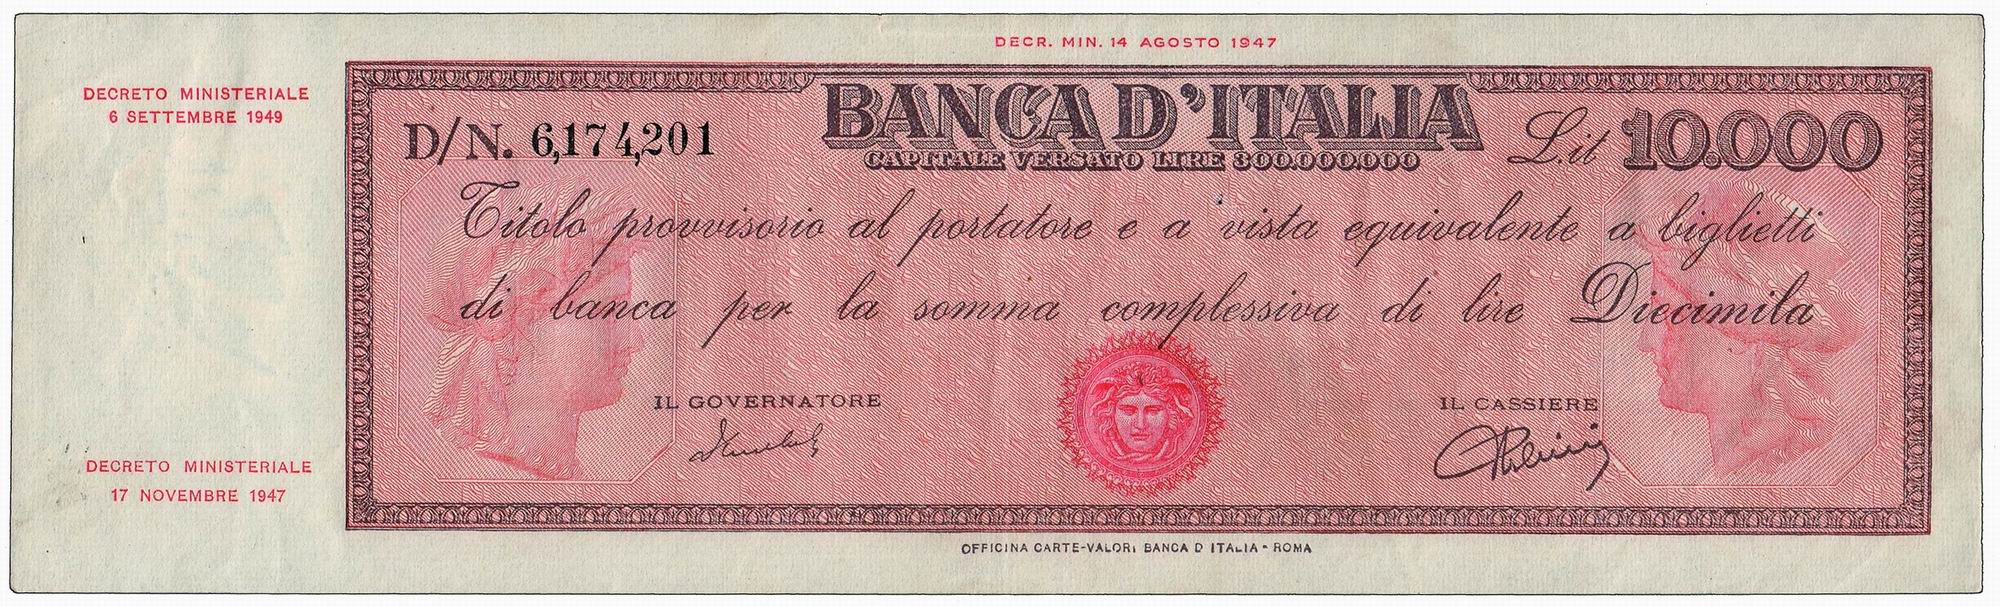 DECR. MIN. 14 AGOSTO 1947
DECRETO MINISTERIALE
6 SETTEMBRE 1949
BANCA D'ITALIA
CAPITALE VERSATO LIRE 300.000.000
D/N. 6,174,201
L.it 10.000
Titolo provvisorio al portatore e a vista equivalente a biglietti
di banca per la somma complessiva di lire Diecimila
IL GOVERNATORE
IL CASSIERE
DECRETO MINISTERIALE
17 NOVEMBRE 1947
OFFICINA CARTE-VALORI BANCA D ITALIA - ROMA